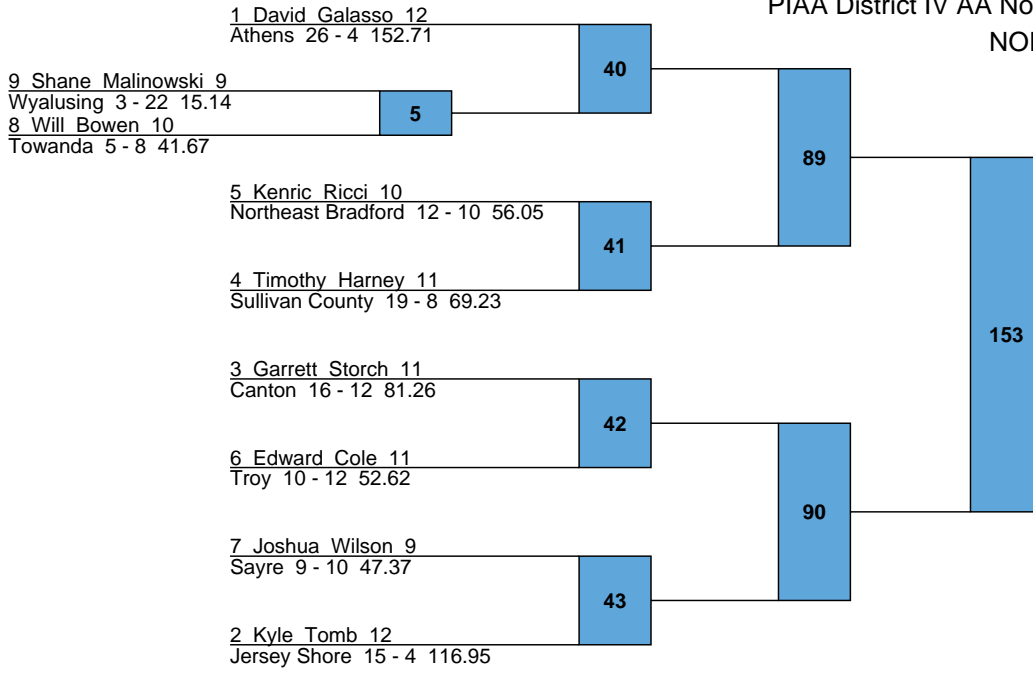 PIAA District IV AA No
NO
1 David Galasso 12
Athens 26 - 4 152.71
40
9 Shane Malinowski 9
Wyalusing 3 - 22 15.14
5
8 Will Bowen 10
Towanda 5 - 8 41.67
89
5 Kenric Ricci 10
Northeast Bradford 12 - 10 56.05
41
4 Timothy Harney 11
Sullivan County 19 - 8 69.23
153
3 Garrett Storch 11
Canton 16 - 12 81.26
42
6 Edward Cole 11
Troy 10 - 12 52.62
90
7 Joshua Wilson 9
Sayre 9 - 10 47.37
43
2 Kyle Tomb 12
Jersey Shore 15 - 4 116.95